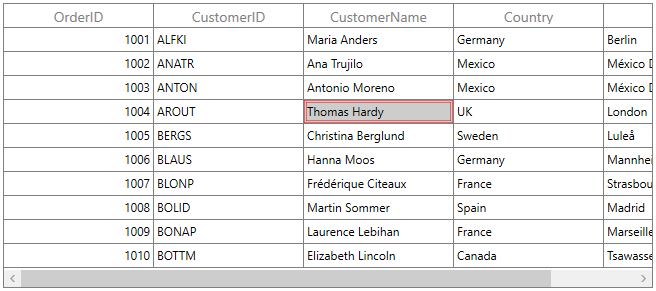 OrderID CustomerID CustomerName Country
1001 ALFKI Maria Anders Germany Berlin
1002 ANATR Ana Trujilo Mexico México D
1003 ANTON Antonio Moreno Mexico México D
1004 AROUT Thomas Hardy UK London
1005 BERGS Christina Berglund Sweden Luleå
1006 BLAUS Hanna Moos Germany Mannhei
1007 BLONP Frédérique Citeaux France Strasbou
1008 BOLID Martin Sommer Spain Madrid
1009 BONAP Laurence Lebihan France Marseille
1010 BOTTM Elizabeth Lincoln Canada Tsawasse